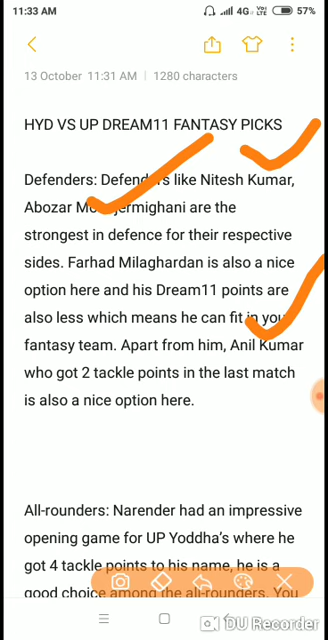 11:33 AM 4G VoLTE 57%
13 October 11:31 AM | 1280 characters
HYD VS UP DREAM11 FANTASY PICKS
Defenders: Defenders like Nitesh Kumar,
Abozar are the
strongest in defence for their respective
sides. Farhad Milaghardan is also a nice
option here and his Dream11 points are
also less which means he can fit in your
fantasy team. Apart from him, Anil Kumar
who got 2 tackle points in the last match
is also a nice option here.
All-rounders: Narender had an impressive
opening game for UP Yoddha's where he
got 4 tackle points to his name, he is a
good choice among the all-rounders. You
DU Recorder